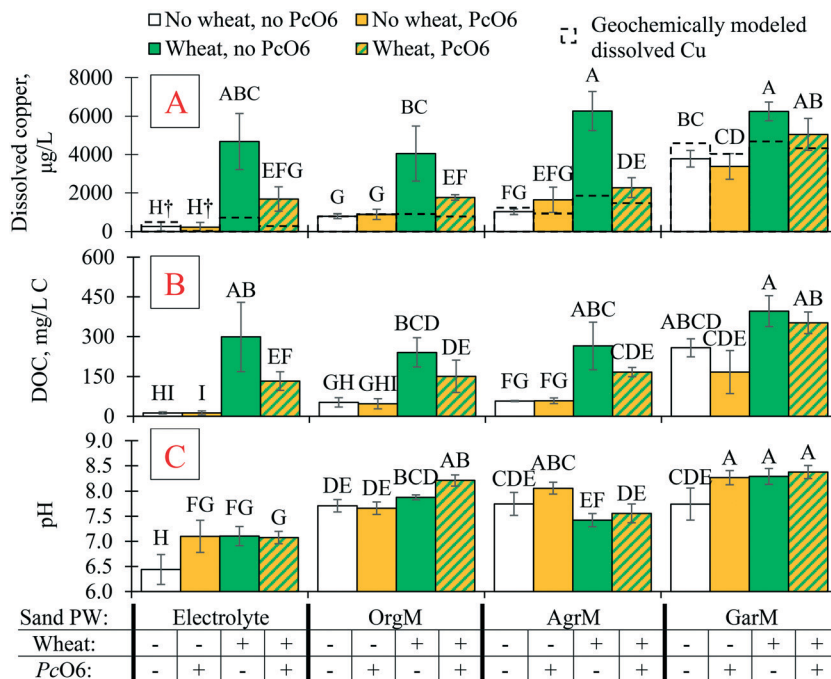 No wheat, no PcO6 No wheat, PcO6 Geochemically modeled
Wheat, no PcO6 Wheat, PcO6 dissolved Cu
Dissolved copper,
µg/L
8000
6000
4000
2000
0
A
H† H† ABC EFG G G BC EF FG EFG A DE BC CD A AB
DOC, mg/L C
600
450
300
150
0
B
HI I AB EF GH GHI BCD DE FG FG ABC CDE ABCD CDE A AB
pH
9.0
8.5
8.0
7.5
7.0
6.5
6.0
C
H FG FG G DE DE BCD AB CDE ABC EF DE CDE A A A
Sand PW: Electrolyte OrgM AgrM GarM
Wheat: - - + + - - + + - - + + - - + +
PcO6: - + - + - + - + - + - + - + - +